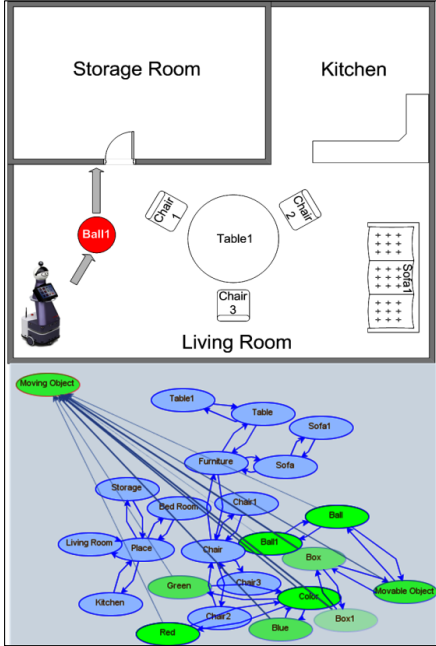 Storage Room
Kitchen
Ball1
Chair
1
Chair
2
Table1
Sofa1
Chair
3
Living Room
Moving Object
Table1
Table
Sofa1
Furniture
Sofa
Storage
Bed Room
Chair1
Ball
Living Room
Place
Chair
Ball1
Box
Green
Chair3
Color
Movable Object
Kitchen
Chair2
Box1
Red
Blue